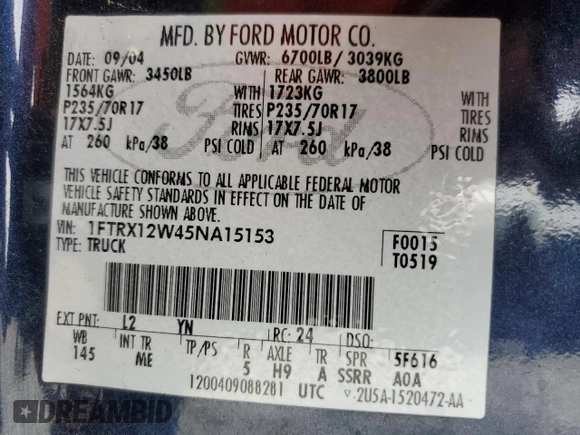 MFD. BY FORD MOTOR CO.
DATE: 09/04 GVWR: 6700LB / 3039KG
FRONT GAWR: 3450LB REAR GAWR: 3800LB
1564KG WITH 1723KG WITH
P235/70R17 TIRES P235/70R17 TIRES
17X7.5J RIMS 17X7.5J RIMS
AT 260 kPa/38 PSI COLD AT 260 kPa/38 PSI COLD
Ford
THIS VEHICLE CONFORMS TO ALL APPLICABLE FEDERAL MOTOR
VEHICLE SAFETY STANDARDS IN EFFECT ON THE DATE OF
MANUFACTURE SHOWN ABOVE.
VIN: 1FTRX12W45NA15153 F0015
TYPE: TRUCK T0519
EXT PNT: L2 YN RC: 24 DSO:
WB INT TR TP/PS R AXLE TR SPR 5F616
145 ME 5 H9 A SSRR A0A
1200409088281 UTC ▽ 2U5A-1520472-AA
DREAMBID